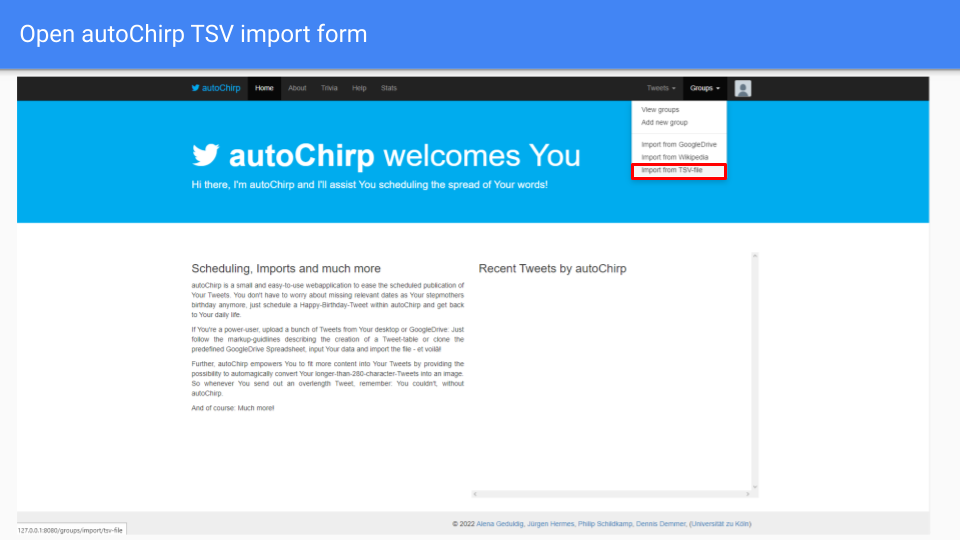 Open autoChirp TSV import form
autoChirp Home About Trivia Help Stats Tweets Groups
View groups
Add new group
Import from GoogleDrive
Import from Wikipedia
Import from TSV-file
autoChirp welcomes You
Hi there, I'm autoChirp and I'll assist You scheduling the spread of Your words!
Scheduling, Imports and much more
autoChirp is a small and easy-to-use webapplication to ease the scheduled publication of
Your Tweets. You don't have to worry about missing relevant dates as Your stepmothers
birthday anymore, just schedule a Happy-Birthday-Tweet within autoChirp and get back
to Your daily life.
If You're a power-user, upload a bunch of Tweets from Your desktop or GoogleDrive: Just
follow the markup-guidlines describing the creation of a Tweet-table or clone the
predefined GoogleDrive Spreadsheet, input Your data and import the file - et voilà!
Further, autoChirp empowers You to fit more content into Your Tweets by providing the
possibility to automagically convert Your longer-than-280-character-Tweets into an image.
So whenever You send out an overlength Tweet, remember: You couldn't, without
autoChirp.
And of course: Much more!
Recent Tweets by autoChirp
© 2022 Alena Geduldig, Jürgen Hermes, Philip Schildkamp, Dennis Demmer, (Universität zu Köln)
127.0.0.1:8080/groups/import/tsv-file